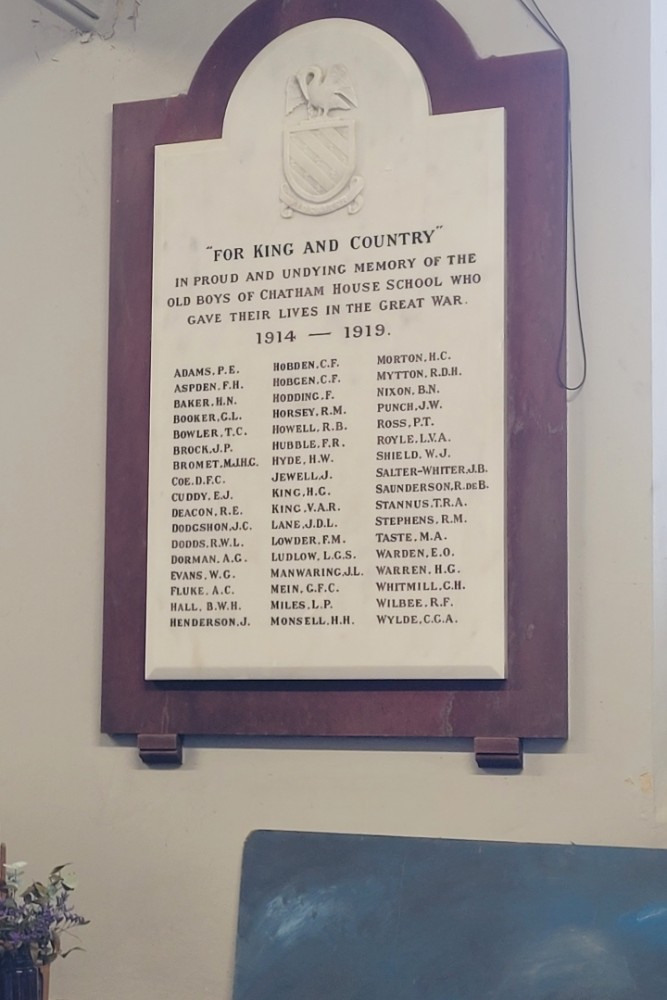 "FOR KING AND COUNTRY"
IN PROUD AND UNDYING MEMORY OF THE
OLD BOYS OF CHATHAM HOUSE SCHOOL WHO
GAVE THEIR LIVES IN THE GREAT WAR.
1914 — 1919.
ADAMS, P.E.
ASPDEN, F.H.
BAKER, H.N.
BOOKER, G.L.
BOWLER, T.C.
BROCK, J.P.
BROMET, M.J.H.G.
COE, D.F.C.
CUDDY, E.J.
DEACON, R.E.
DODGSHON, J.C.
DODDS, R.W.L.
DORMAN, A.G.
EVANS, W.G.
FLUKE, A.C.
HALL, B.W.H.
HENDERSON, J.
HOBDEN, C.F.
HOBGEN, C.F.
HODDING, F.
HORSEY, R.M.
HOWELL, R.B.
HUBBLE, F.R.
HYDE, H.W.
JEWELL, J.
KING, H.G.
KING, V.A.R.
LANE, J.D.L.
LOWDER, F.M.
LUDLOW, L.G.S.
MANWARING, J.L.
MEIN, G.F.C.
MILES, L.P.
MONSELL, H.H.
MORTON, H.C.
MYTTON, R.D.H.
NIXON, B.N.
PUNCH, J.W.
ROSS, P.T.
ROYLE, L.V.A.
SHIELD, W.J.
SALTER-WHITER, J.B.
SAUNDERSON, R.DEB.
STANNUS, T.R.A.
STEPHENS, R.M.
TASTE, M.A.
WARDEN, E.O.
WARREN, H.G.
WHITMILL, G.H.
WILBEE, R.F.
WYLDE, C.G.A.